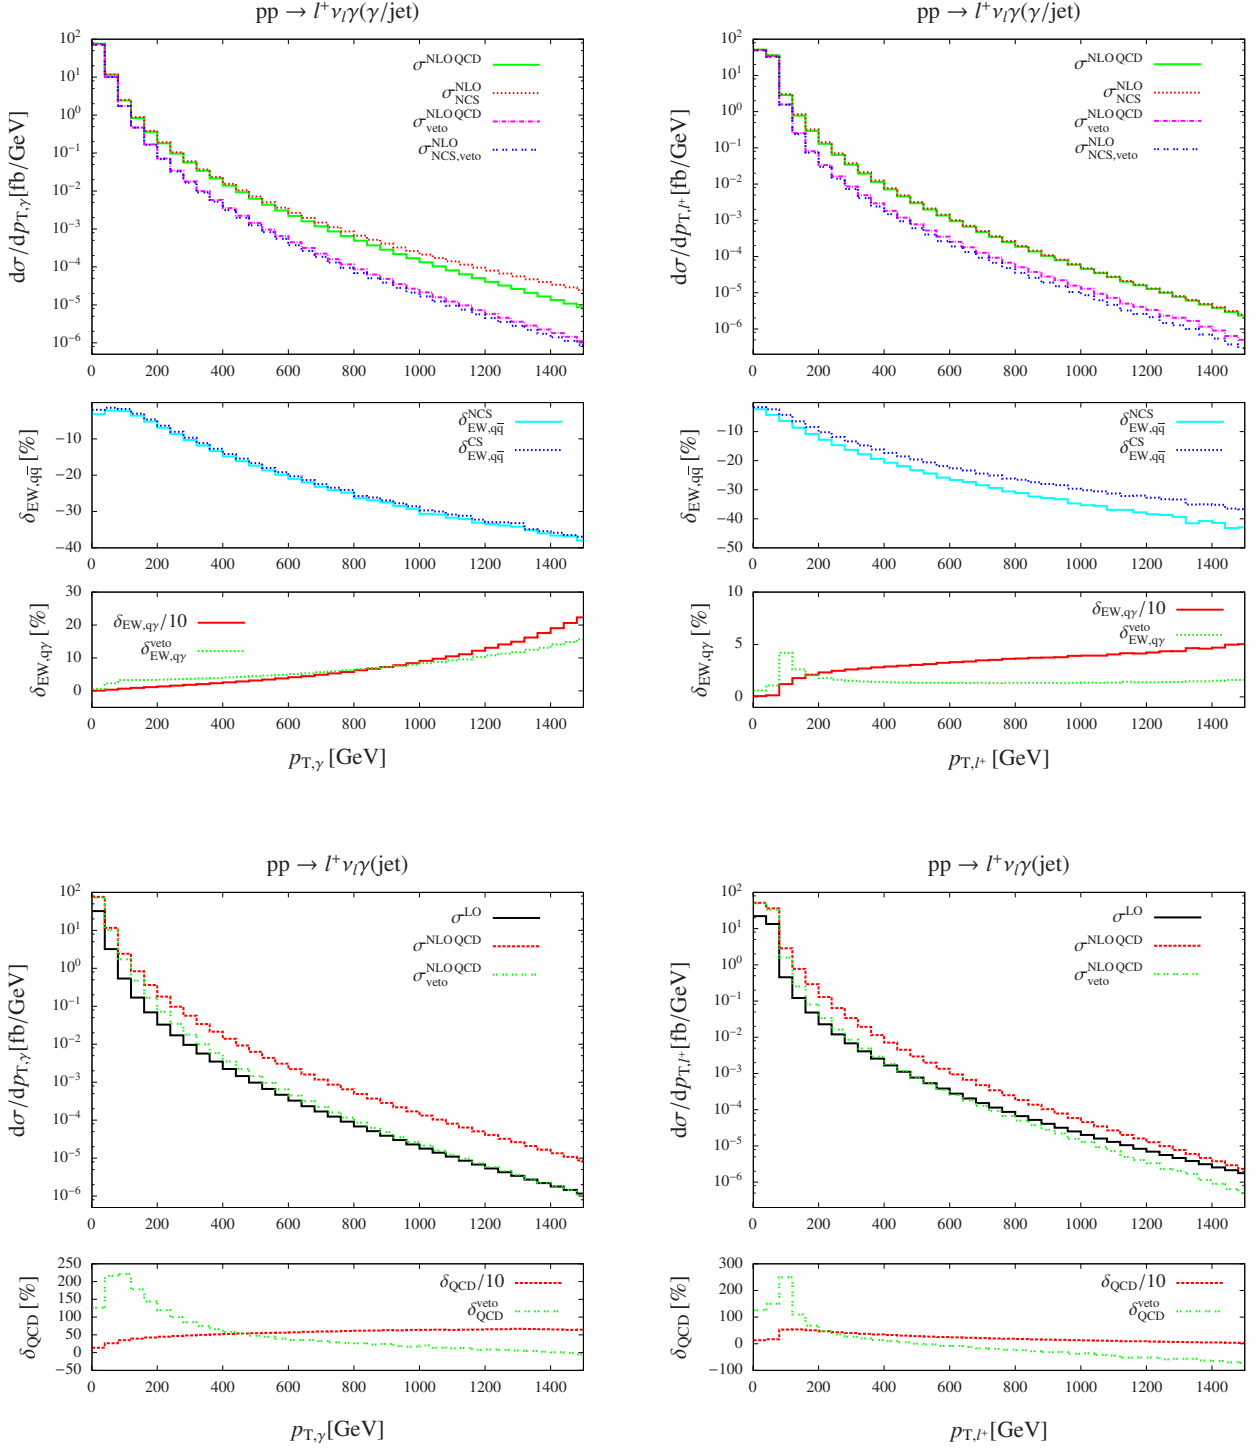 pp → l⁺ν_lγ(γ/jet)
dσ/dp_T,γ [fb/GeV]
10²
10¹
10⁰
10⁻¹
10⁻²
10⁻³
10⁻⁴
10⁻⁵
10⁻⁶
σ^NLO QCD
σ^NLO_NCS
σ^NLO QCD_veto
σ^NLO_NCS,veto
0 200 400 600 800 1000 1200 1400
δ_EW,qq̅ [%]
−10
−20
−30
−40
δ^NCS_EW,qq̅
δ^CS_EW,qq̅
0 200 400 600 800 1000 1200 1400
δ_EW,qγ [%]
30
20
10
0
δ_EW,qγ/10
δ^veto_EW,qγ
0 200 400 600 800 1000 1200 1400
p_T,γ [GeV]
pp → l⁺ν_lγ(γ/jet)
dσ/dp_T,l⁺ [fb/GeV]
10²
10¹
10⁰
10⁻¹
10⁻²
10⁻³
10⁻⁴
10⁻⁵
10⁻⁶
σ^NLO QCD
σ^NLO_NCS
σ^NLO QCD_veto
σ^NLO_NCS,veto
0 200 400 600 800 1000 1200 1400
δ_EW,qq̅ [%]
0
−10
−20
−30
−40
−50
δ^NCS_EW,qq̅
δ^CS_EW,qq̅
0 200 400 600 800 1000 1200 1400
δ_EW,qγ [%]
10
5
0
δ_EW,qγ/10
δ^veto_EW,qγ
0 200 400 600 800 1000 1200 1400
p_T,l⁺ [GeV]
pp → l⁺ν_lγ(jet)
dσ/dp_T,γ [fb/GeV]
10²
10¹
10⁰
10⁻¹
10⁻²
10⁻³
10⁻⁴
10⁻⁵
10⁻⁶
σ^LO
σ^NLO QCD
σ^NLO QCD_veto
0 200 400 600 800 1000 1200 1400
δ_QCD [%]
250
200
150
100
50
0
−50
δ_QCD/10
δ^veto_QCD
0 200 400 600 800 1000 1200 1400
p_T,γ [GeV]
pp → l⁺ν_lγ(jet)
dσ/dp_T,l⁺ [fb/GeV]
10²
10¹
10⁰
10⁻¹
10⁻²
10⁻³
10⁻⁴
10⁻⁵
10⁻⁶
σ^LO
σ^NLO QCD
σ^NLO QCD_veto
0 200 400 600 800 1000 1200 1400
δ_QCD [%]
300
200
100
0
−100
δ_QCD/10
δ^veto_QCD
0 200 400 600 800 1000 1200 1400
p_T,l⁺ [GeV]